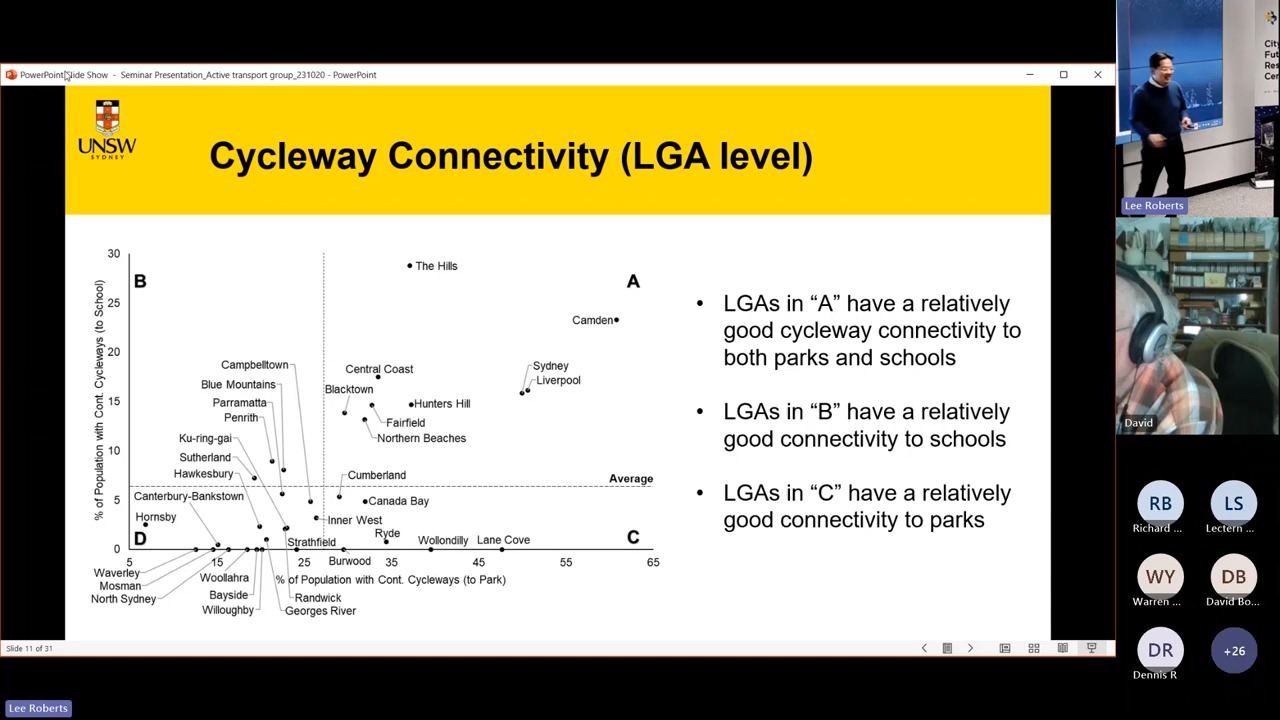 PowerPoint Slide Show - Seminar Presentation_Active transport group_231020 - PowerPoint
UNSW
SYDNEY
Cycleway Connectivity (LGA level)
% of Population with Cont. Cycleways (to School)
30
25
20
15
10
5
0
B
A
D
C
The Hills
Camden
Sydney
Liverpool
Campbelltown
Central Coast
Blue Mountains
Blacktown
Parramatta
Hunters Hill
Penrith
Fairfield
Ku-ring-gai
Northern Beaches
Sutherland
Hawkesbury
Cumberland
Average
Canterbury-Bankstown
Canada Bay
Hornsby
Inner West
Ryde
Strathfield
Wollondilly
Lane Cove
Burwood
5
15
25
35
45
55
65
% of Population with Cont. Cycleways (to Park)
Waverley
Mosman
North Sydney
Woollahra
Bayside
Willoughby
Randwick
Georges River
• LGAs in “A” have a relatively
good cycleway connectivity to
both parks and schools
• LGAs in “B” have a relatively
good connectivity to schools
• LGAs in “C” have a relatively
good connectivity to parks
Slide 11 of 31
Lee Roberts
Lee Roberts
David
RB
Richard ...
LS
Lectern ...
WY
Warren ...
DB
David Bo...
DR
Dennis R
+26